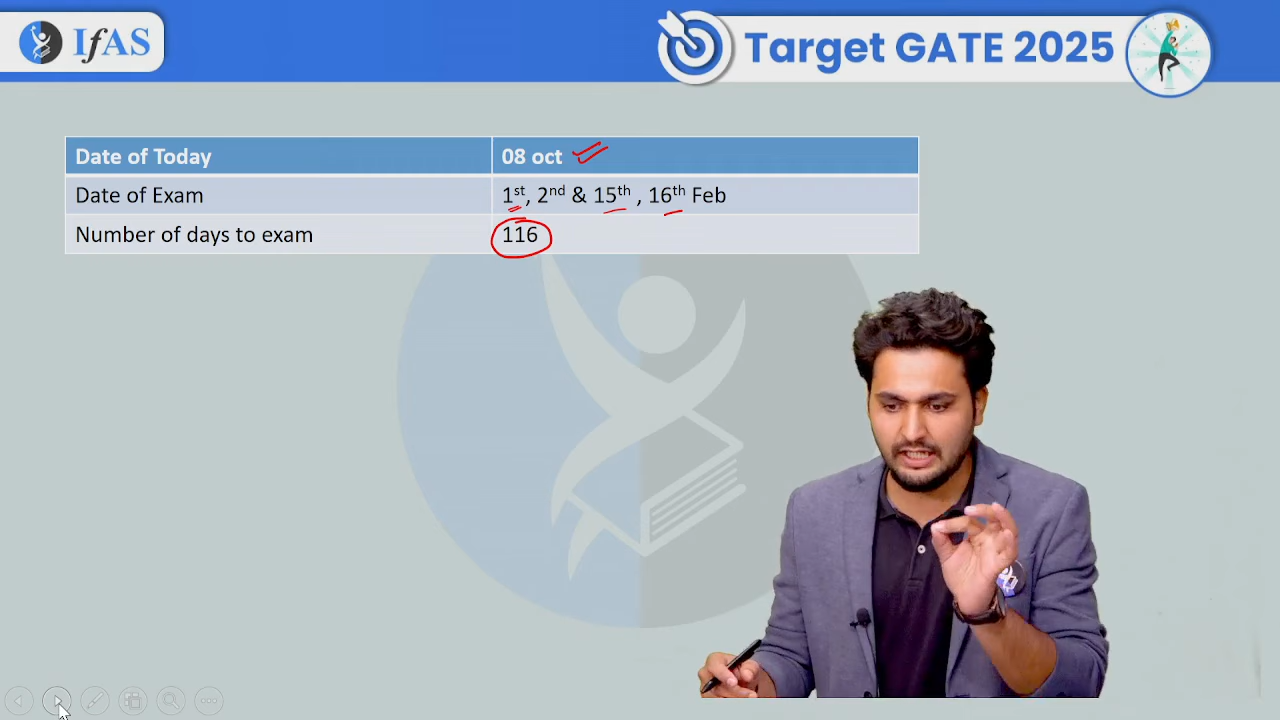 IfAS
Target GATE 2025
Date of Today 08 oct
Date of Exam 1st, 2nd & 15th , 16th Feb
Number of days to exam 116